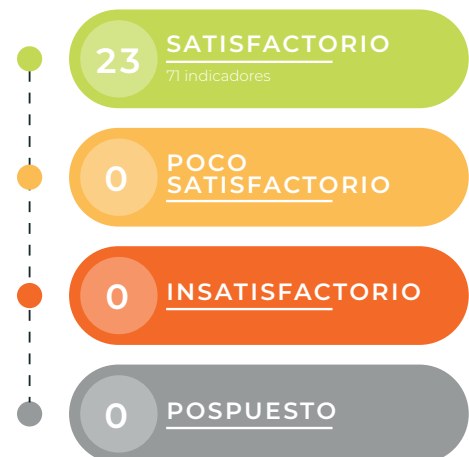 23
SATISFACTORIO
71 indicadores
0
POCO
SATISFACTORIO
0
INSATISFACTORIO
0
POSPUESTO